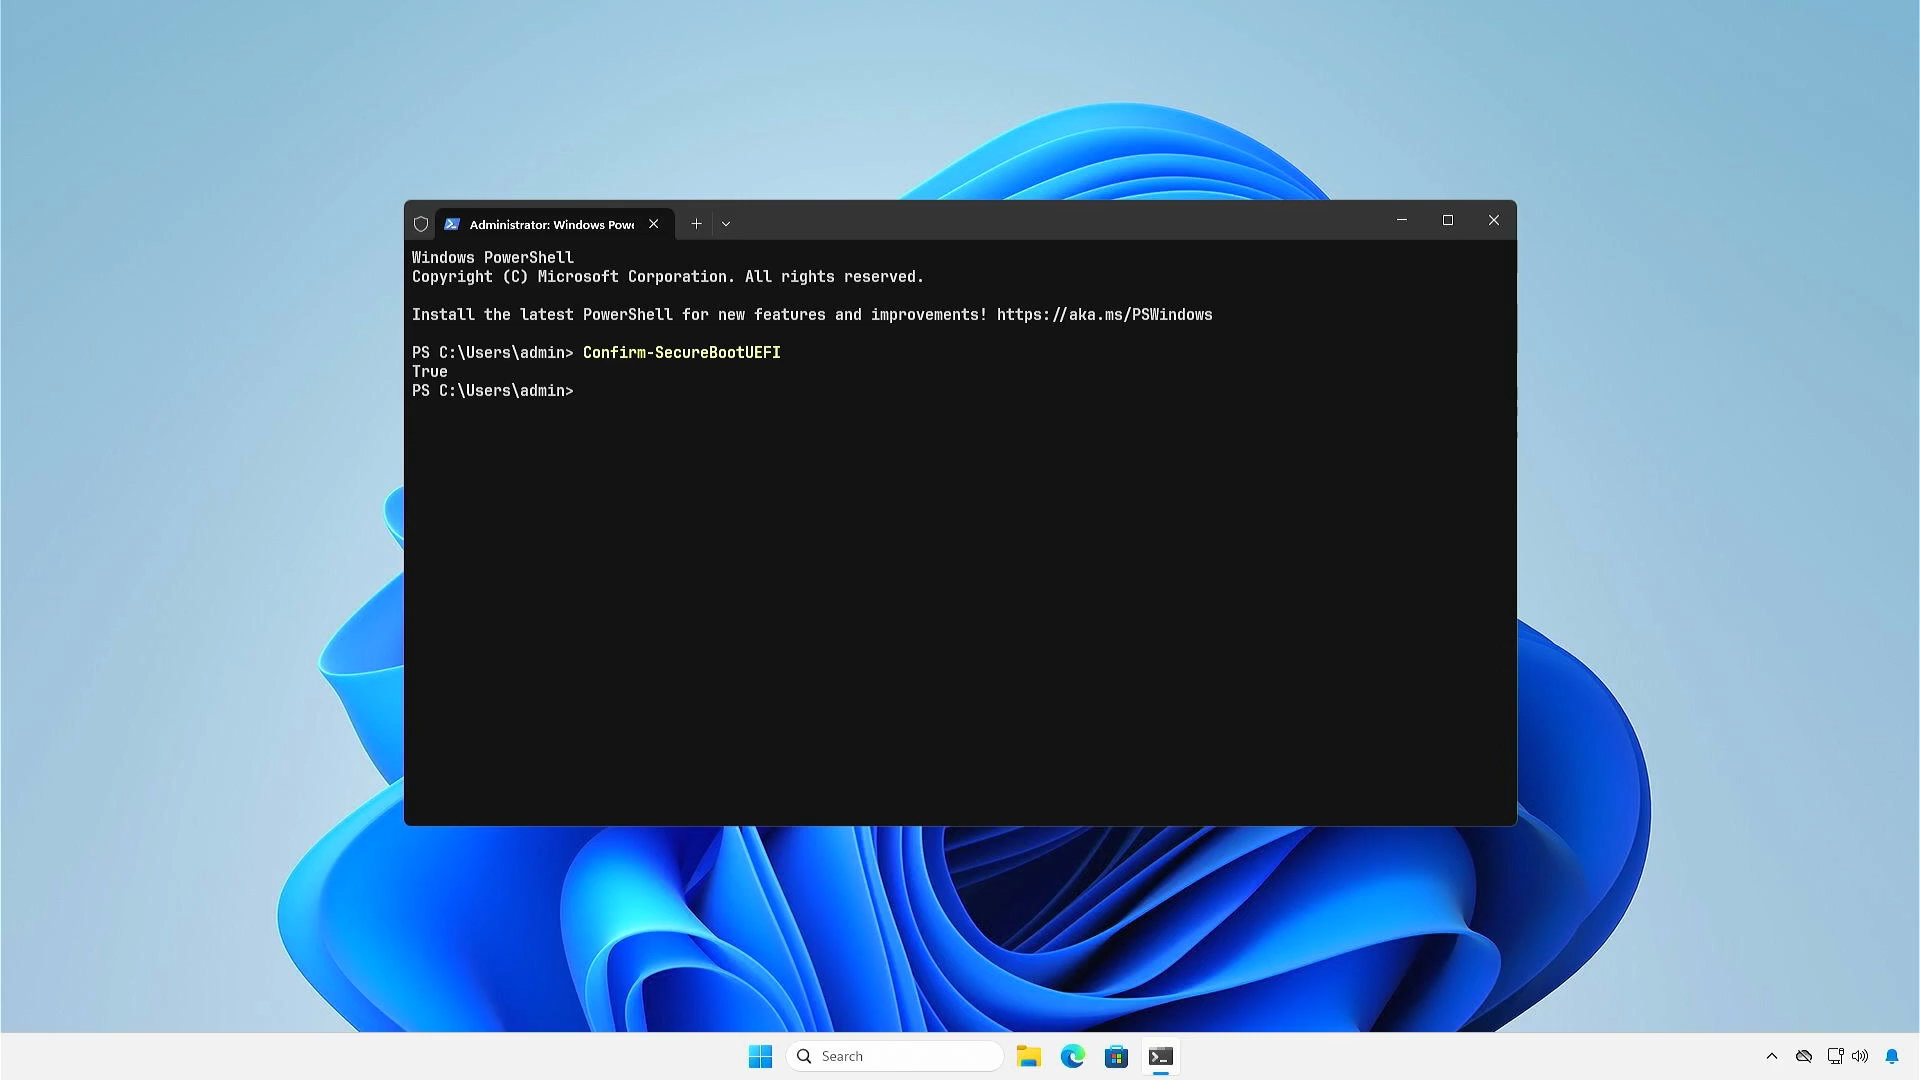 Administrator: Windows Powe
Windows PowerShell
Copyright (C) Microsoft Corporation. All rights reserved.
Install the latest PowerShell for new features and improvements! https://aka.ms/PSWindows
PS C:\Users\admin> Confirm-SecureBootUEFI
True
PS C:\Users\admin>
Search